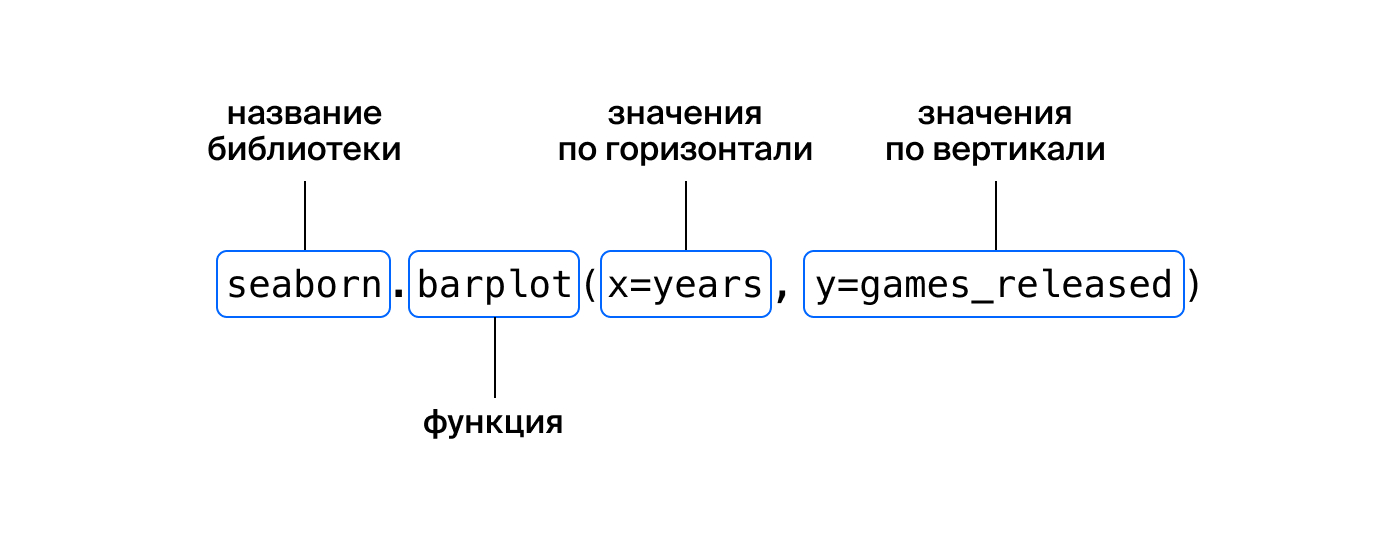 название
библиотеки
значения
по горизонтали
значения
по вертикали
seaborn.barplot(x=years, y=games_released)
функция